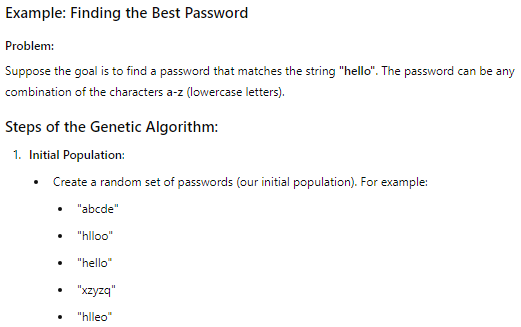 Example: Finding the Best Password
Problem:
Suppose the goal is to find a password that matches the string "hello". The password can be any
combination of the characters a-z (lowercase letters).
Steps of the Genetic Algorithm:
1. Initial Population:
• Create a random set of passwords (our initial population). For example:
• "abcde"
• "hlloo"
• "hello"
• "xzyzq"
• "hlleo"